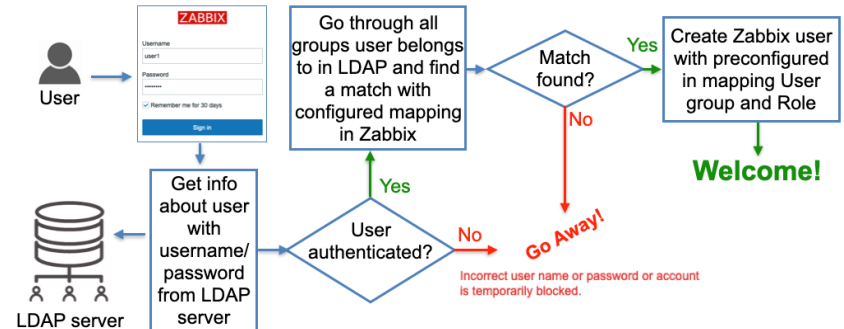 User
ZABBIX
Username
user1
Password
••••••••
Remember me for 30 days
Sign in
Go through all
groups user belongs
to in LDAP and find
a match with
configured mapping
in Zabbix
Match
found?
Yes
No
Create Zabbix user
with preconfigured
in mapping User
group and Role
Welcome!
LDAP server
Get info
about user
with
username/
password
from LDAP
server
User
authenticated?
Yes
No
Go Away!
Incorrect user name or password or account
is temporarily blocked.